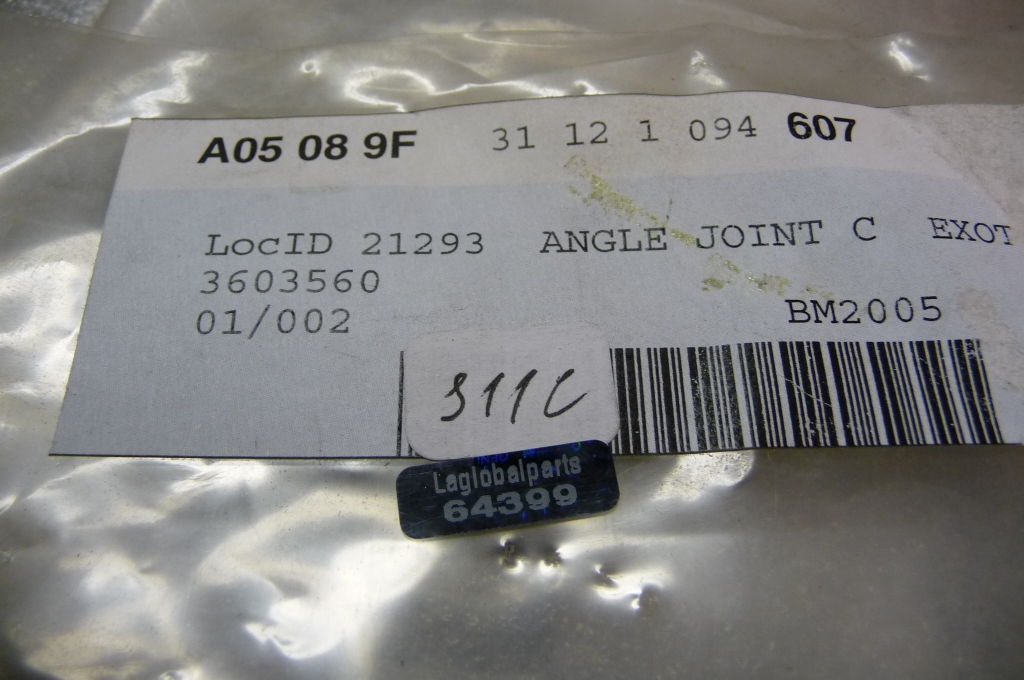 A05 08 9F 31 12 1 094 607
LocID 21293 ANGLE JOINT C EXOT
3603560
01/002 BM2005
311C
Laglobalparts
64399